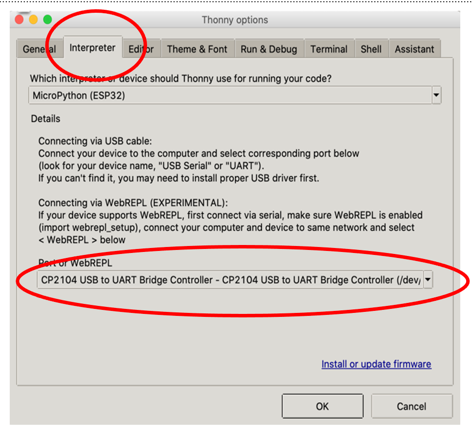 Thonny options
General Interpreter Editor Theme & Font Run & Debug Terminal Shell Assistant
Which interpreter or device should Thonny use for running your code?
MicroPython (ESP32)
Details
Connecting via USB cable:
Connect your device to the computer and select corresponding port below
(look for your device name, "USB Serial" or "UART").
If you can't find it, you may need to install proper USB driver first.
Connecting via WebREPL (EXPERIMENTAL):
If your device supports WebREPL, first connect via serial, make sure WebREPL is enabled
(import webrepl_setup), connect your computer and device to same network and select
< WebREPL > below
Port or WebREPL
CP2104 USB to UART Bridge Controller - CP2104 USB to UART Bridge Controller (/dev/
Install or update firmware
OK Cancel